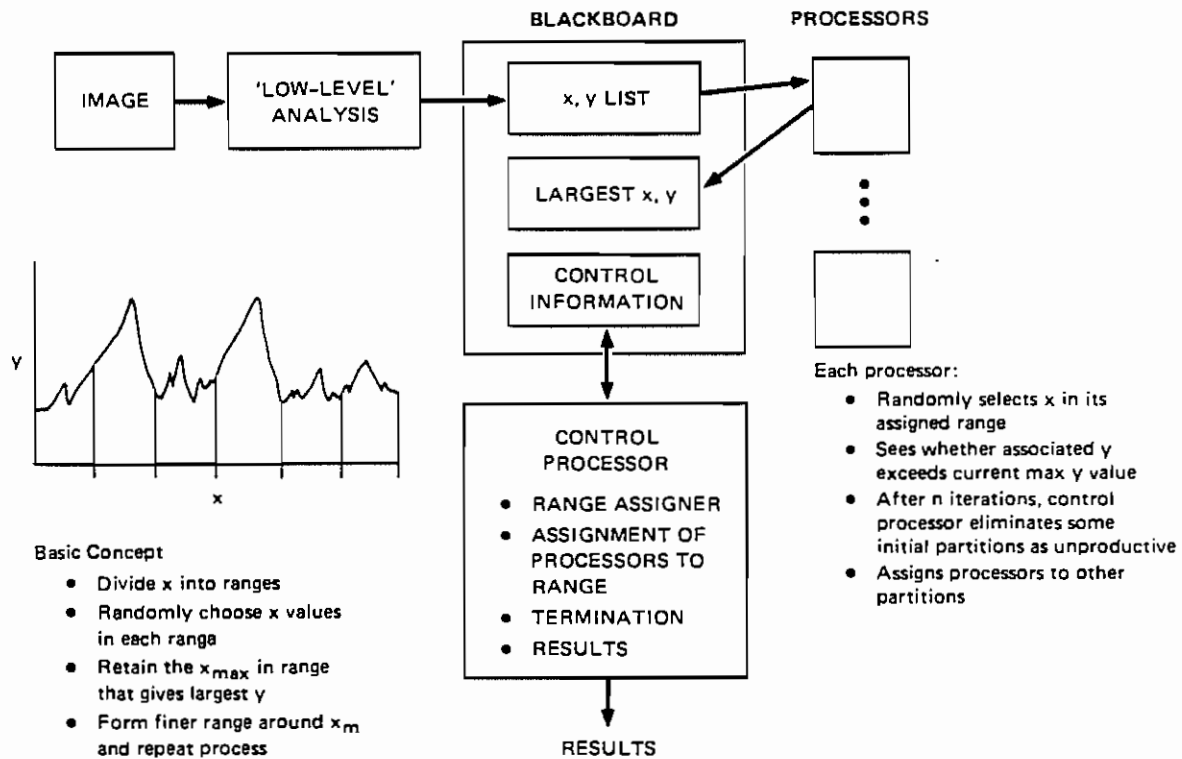 BLACKBOARD
PROCESSORS
IMAGE
'LOW-LEVEL'
ANALYSIS
x, y LIST
LARGEST x, y
CONTROL
INFORMATION
y
x
CONTROL
PROCESSOR
● RANGE ASSIGNER
● ASSIGNMENT OF
PROCESSORS TO
RANGE
● TERMINATION
● RESULTS
RESULTS
Each processor:
● Randomly selects x in its
assigned range
● Sees whether associated y
exceeds current max y value
● After n iterations, control
processor eliminates some
initial partitions as unproductive
● Assigns processors to other
partitions
Basic Concept
● Divide x into ranges
● Randomly choose x values
in each range
● Retain the xmax in range
that gives largest y
● Form finer range around xm
and repeat process